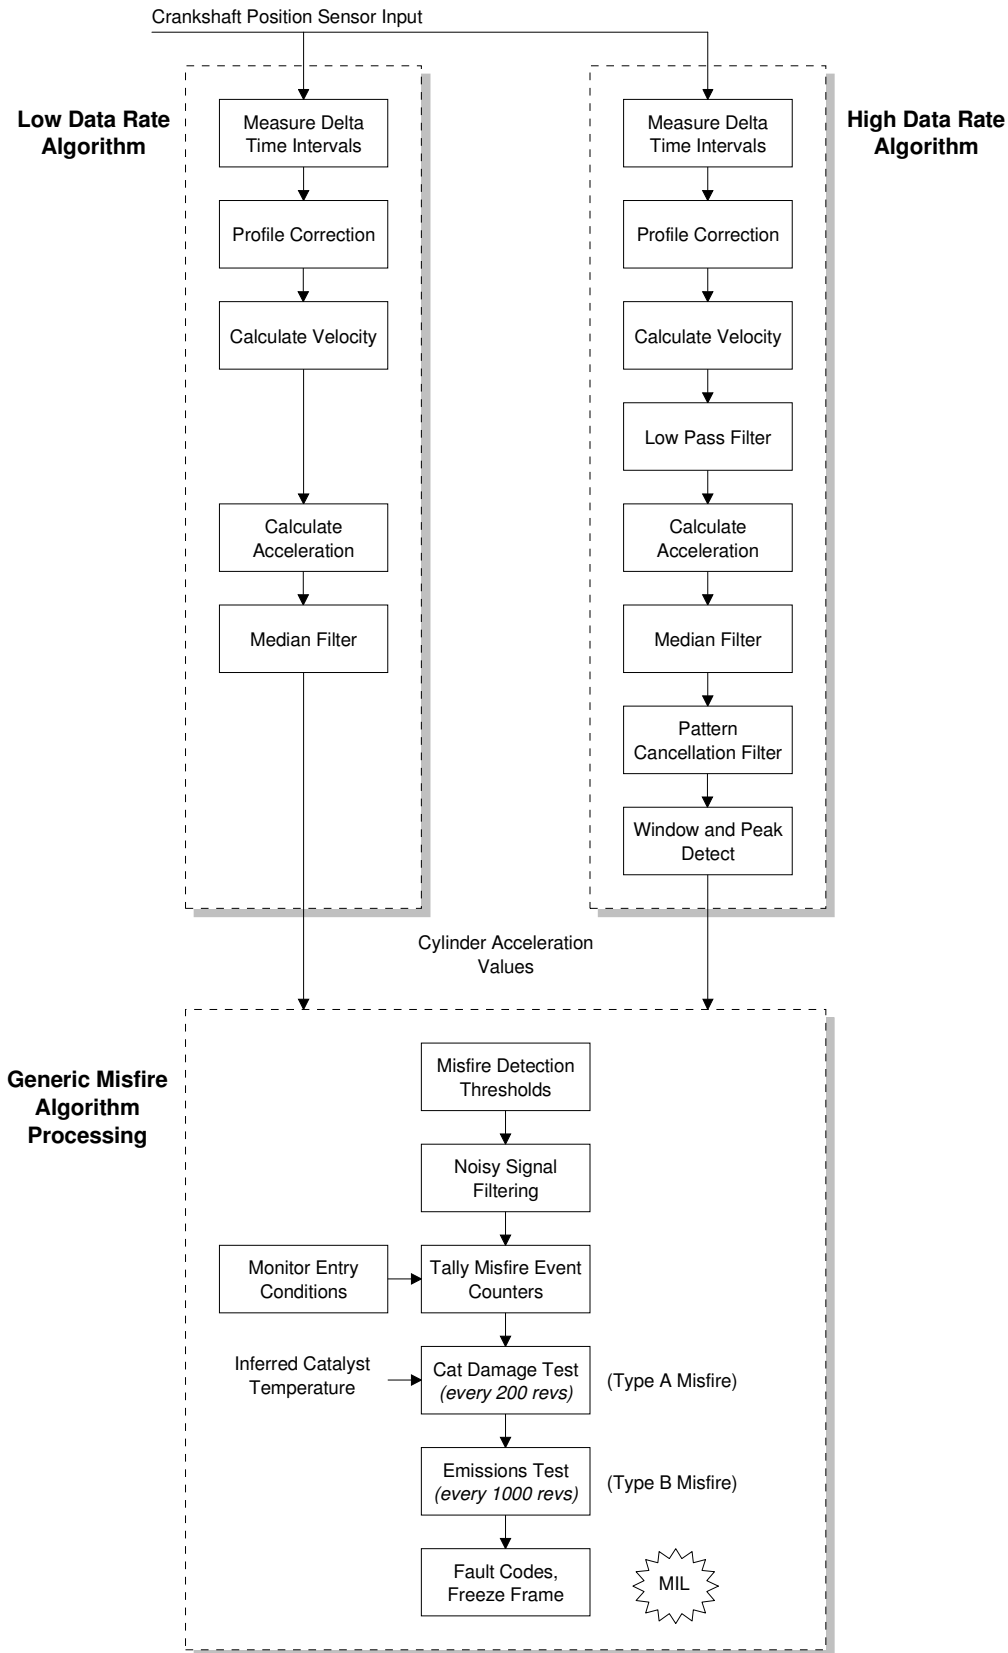 Crankshaft Position Sensor Input
Low Data Rate
Algorithm
Measure Delta
Time Intervals
Profile Correction
Calculate Velocity
Calculate
Acceleration
Median Filter
High Data Rate
Algorithm
Measure Delta
Time Intervals
Profile Correction
Calculate Velocity
Low Pass Filter
Calculate
Acceleration
Median Filter
Pattern
Cancellation Filter
Window and Peak
Detect
Cylinder Acceleration
Values
Generic Misfire
Algorithm
Processing
Misfire Detection
Thresholds
Noisy Signal
Filtering
Monitor Entry
Conditions
Tally Misfire Event
Counters
Inferred Catalyst
Temperature
Cat Damage Test
(every 200 revs)
(Type A Misfire)
Emissions Test
(every 1000 revs)
(Type B Misfire)
Fault Codes,
Freeze Frame
MIL